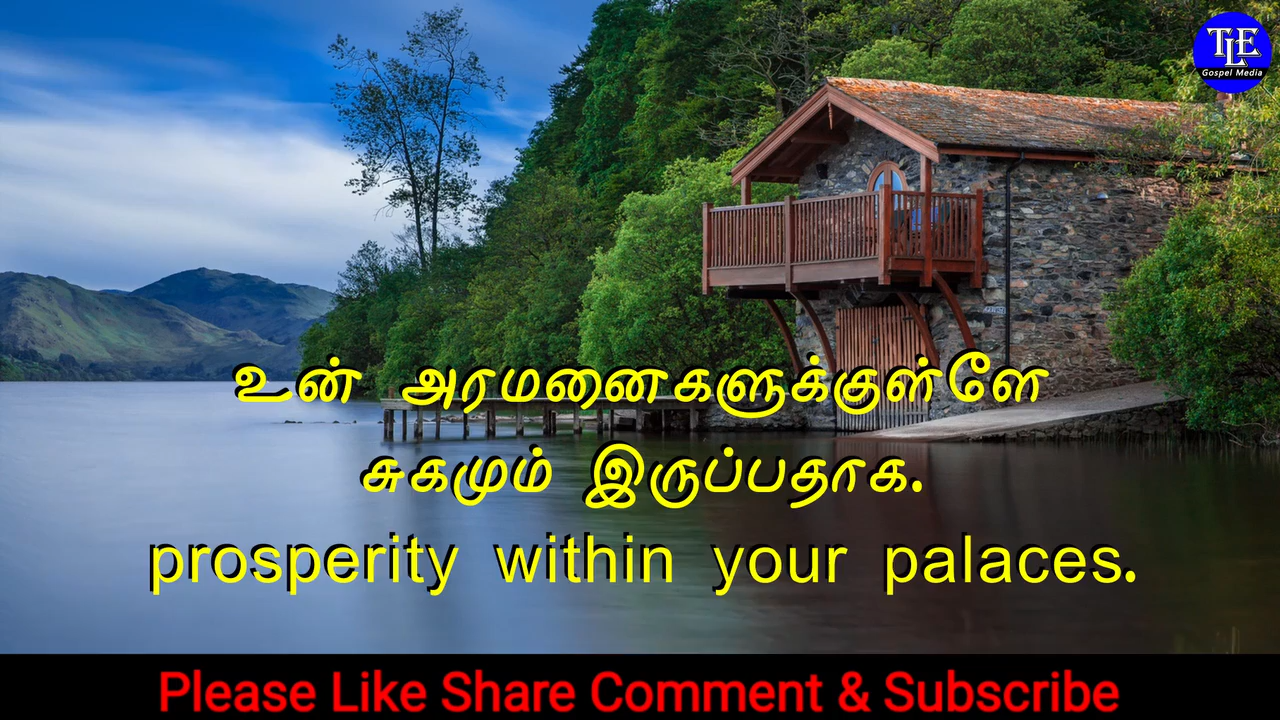 TLE
Gospel Media
உன் அரமனைகளுக்குள்ளே
சுகமும் இருப்பதாக.
prosperity within your palaces.
Please Like Share Comment & Subscribe